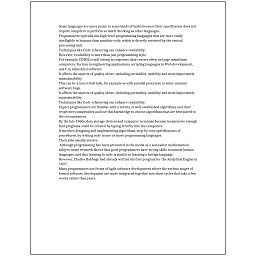 Some languages are more prone to some kinds of faults because their specification does not
require compilers to perform as much checking as other languages.
Programmers typically use high-level programming languages that are more easily
intelligible to humans than machine code, which is directly executed by the central
processing unit.
Techniques like Code refactoring can enhance readability.
However, readability is more than just programming style.
For example, COBOL is still strong in corporate data centers often on large mainframe
computers, Fortran in engineering applications, scripting languages in Web development,
and C in embedded software.
It affects the aspects of quality above, including portability, usability and most importantly
maintainability.
This can be a non-trivial task, for example as with parallel processes or some unusual
software bugs.
It affects the aspects of quality above, including portability, usability and most importantly
maintainability.
Techniques like Code refactoring can enhance readability.
Expert programmers are familiar with a variety of well-established algorithms and their
respective complexities and use this knowledge to choose algorithms that are best suited to
the circumstances.
By the late 1960s, data storage devices and computer terminals became inexpensive enough
that programs could be created by typing directly into the computers.
It involves designing and implementing algorithms, step-by-step specifications of
procedures, by writing code in one or more programming languages.
Their jobs usually involve:
Although programming has been presented in the media as a somewhat mathematical
subject, some research shows that good programmers have strong skills in natural human
languages, and that learning to code is similar to learning a foreign language.
However, Charles Babbage had already written his first program for the Analytical Engine in
1837.
Many programmers use forms of Agile software development where the various stages of
formal software development are more integrated together into short cycles that take a few
weeks rather than years.